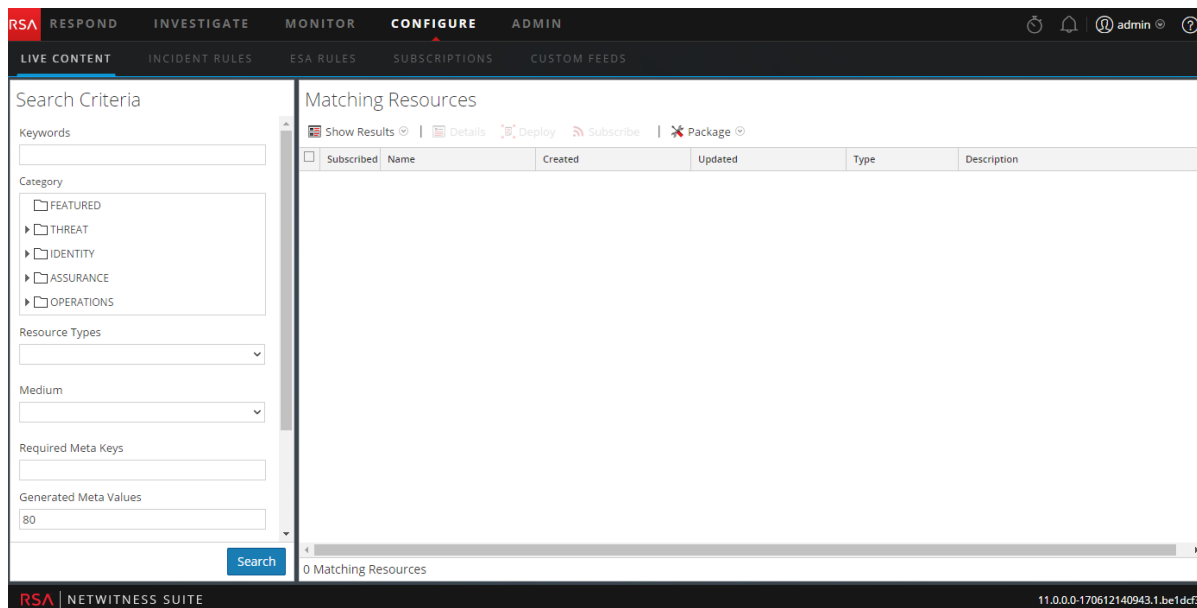 RSA RESPOND INVESTIGATE MONITOR CONFIGURE ADMIN admin
LIVE CONTENT INCIDENT RULES ESA RULES SUBSCRIPTIONS CUSTOM FEEDS
Search Criteria
Keywords
Category
FEATURED
THREAT
IDENTITY
ASSURANCE
OPERATIONS
Resource Types
Medium
Required Meta Keys
Generated Meta Values
80
Search
Matching Resources
Show Results | Details Deploy Subscribe | Package
Subscribed Name Created Updated Type Description
0 Matching Resources
RSA | NETWITNESS SUITE
11.0.0.0-170612140943.1.be1dcf